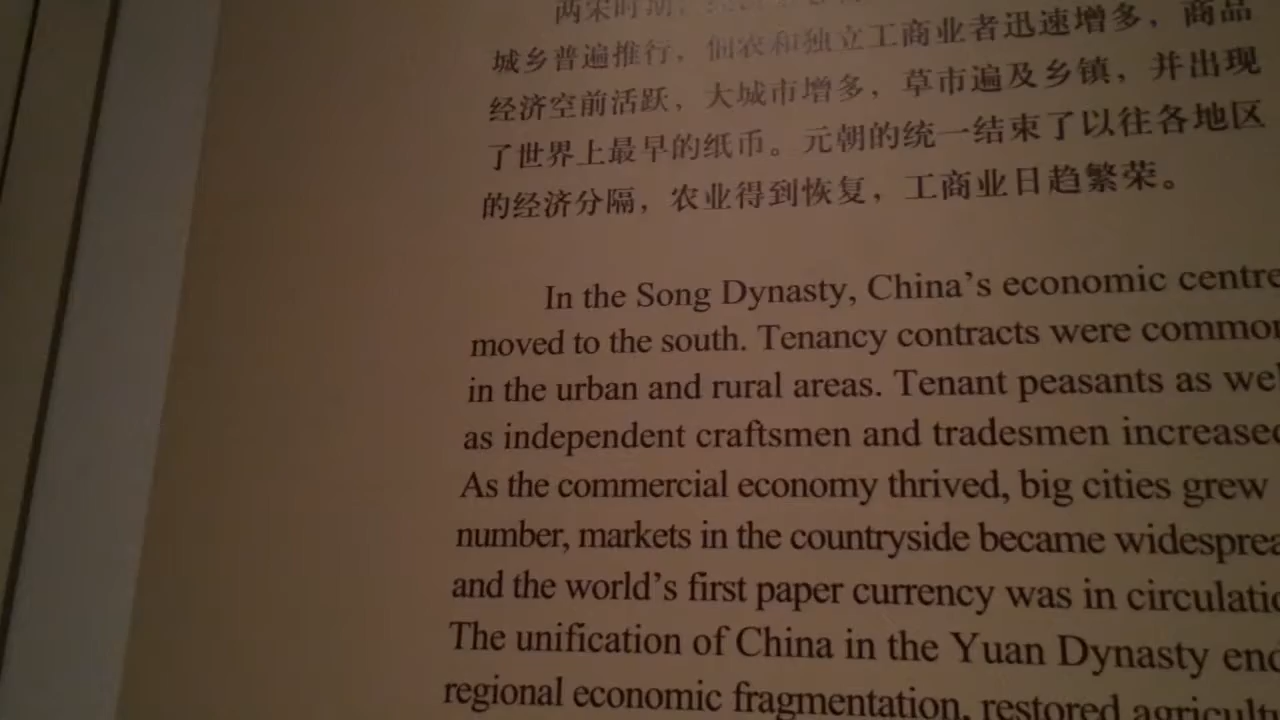 两宋时期：
城乡普遍推行，佃农和独立工商业者迅速增多，商品
经济空前活跃，大城市增多，草市遍及乡镇，并出现
了世界上最早的纸币。元朝的统一结束了以往各地区
的经济分隔，农业得到恢复，工商业日趋繁荣。
In the Song Dynasty, China's economic centre
moved to the south. Tenancy contracts were common
in the urban and rural areas. Tenant peasants as well
as independent craftsmen and tradesmen increased
As the commercial economy thrived, big cities grew
number, markets in the countryside became widesprea
and the world's first paper currency was in circulatio
The unification of China in the Yuan Dynasty end
regional economic fragmentation, restored agricultu